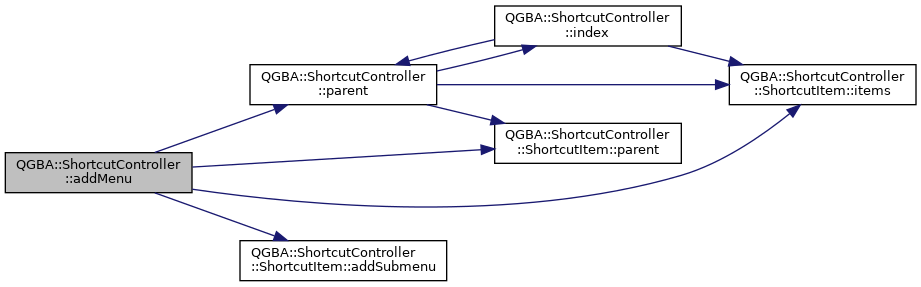 QGBA::ShortcutController
::index
QGBA::ShortcutController
::parent
QGBA::ShortcutController
::ShortcutItem::items
QGBA::ShortcutController
::ShortcutItem::parent
QGBA::ShortcutController
::addMenu
QGBA::ShortcutController
::ShortcutItem::addSubmenu